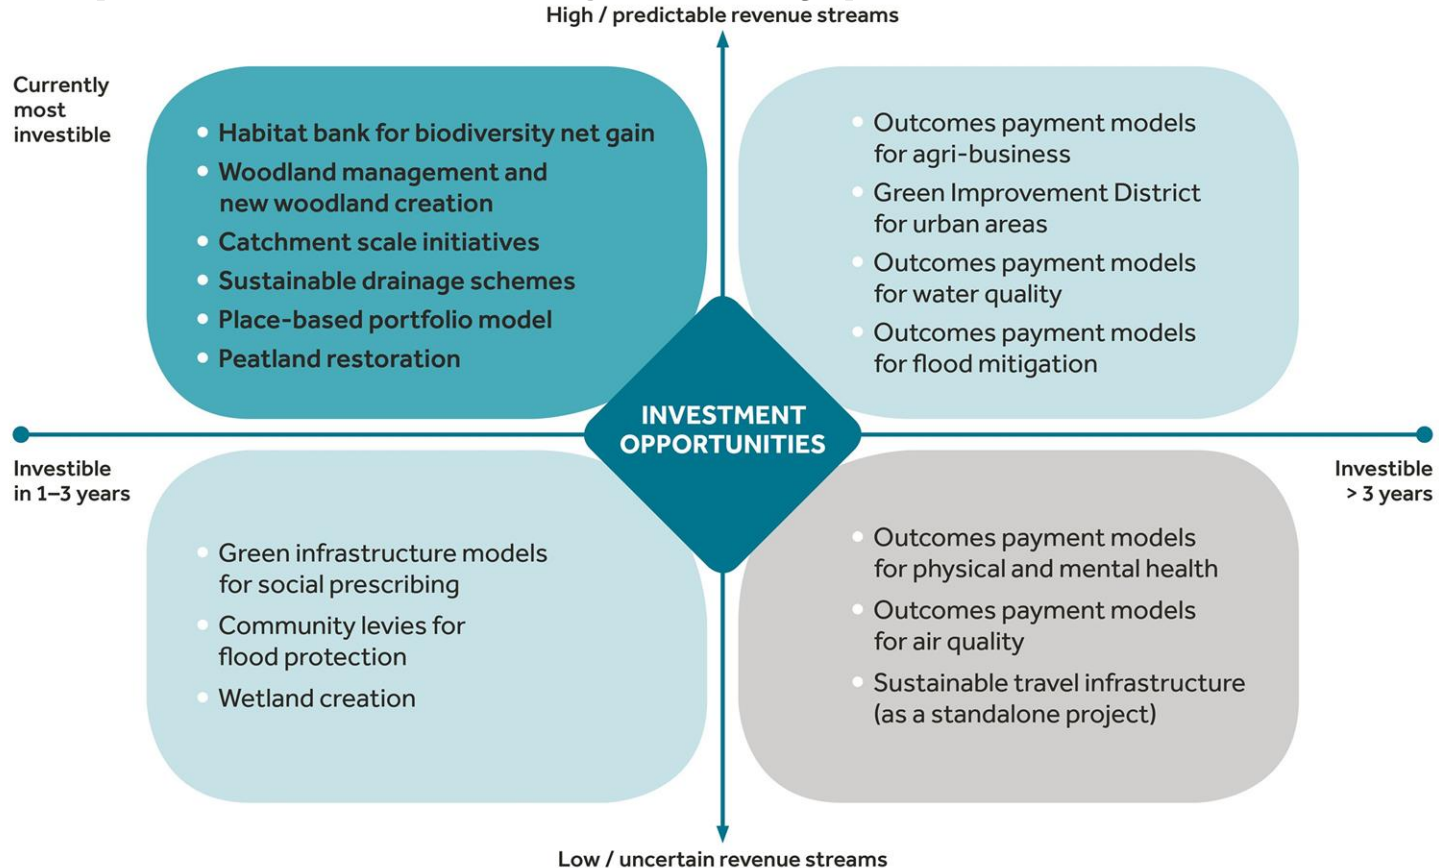 High / predictable revenue streams
Currently
most
investible
• Habitat bank for biodiversity net gain
• Woodland management and
new woodland creation
• Catchment scale initiatives
• Sustainable drainage schemes
• Place-based portfolio model
• Peatland restoration
• Outcomes payment models
for agri-business
• Green Improvement District
for urban areas
• Outcomes payment models
for water quality
• Outcomes payment models
for flood mitigation
INVESTMENT
OPPORTUNITIES
Investible
in 1–3 years
Investible
> 3 years
• Green infrastructure models
for social prescribing
• Community levies for
flood protection
• Wetland creation
• Outcomes payment models
for physical and mental health
• Outcomes payment models
for air quality
• Sustainable travel infrastructure
(as a standalone project)
Low / uncertain revenue streams